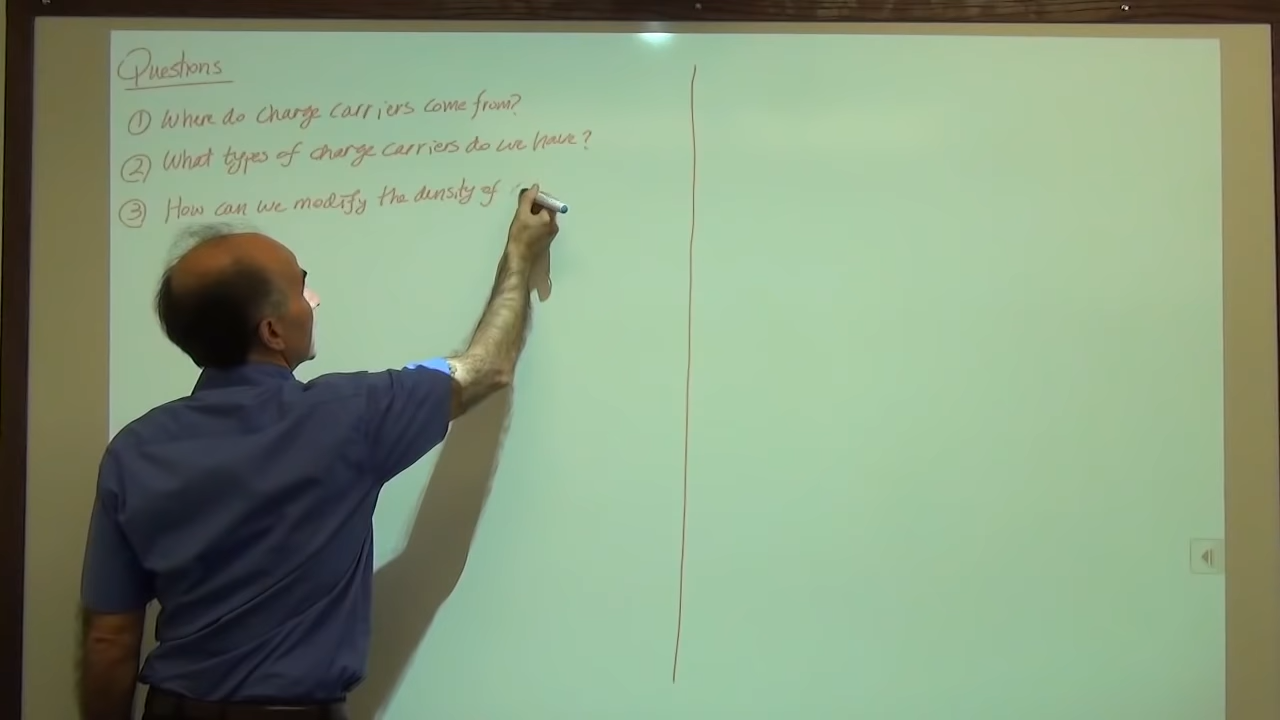 Questions
① Where do charge carriers come from?
② What types of charge carriers do we have?
③ How can we modify the density of